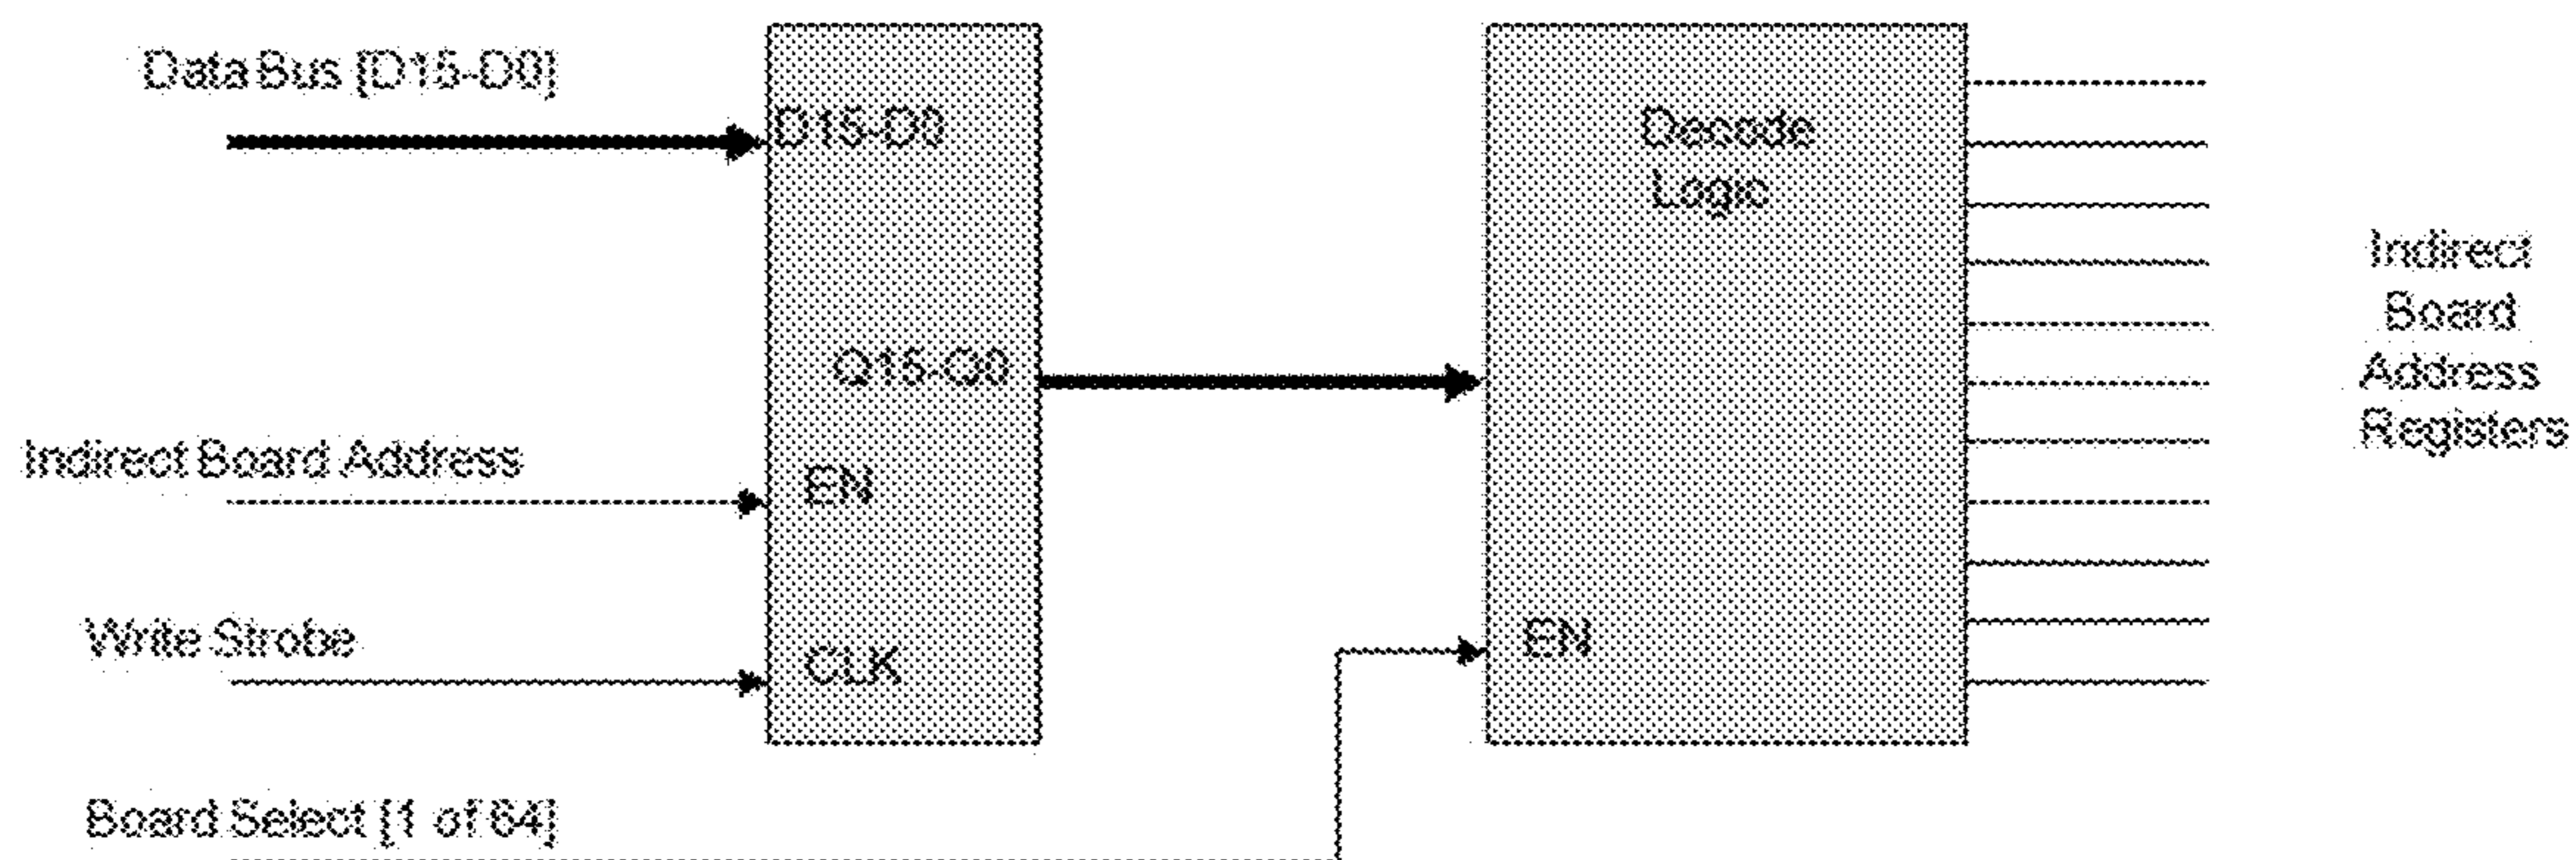 Data Bus [D15-D0]
D15-D0
Decode
Logic
Indirect
Board
Address
Registers
Q15-Q0
Indirect Board Address
EN
Write Strobe
CLK
EN
Board Select [1 of 64]